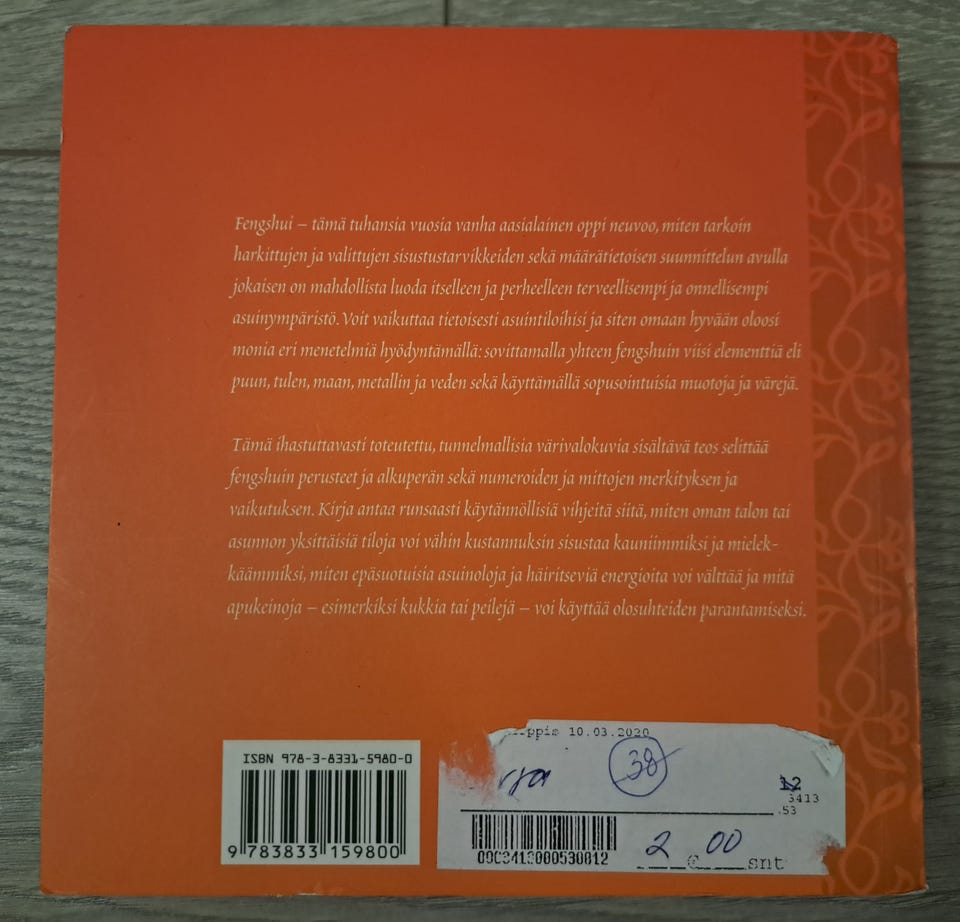 Fengshui – tämä tuhansia vuosia vanha aasialainen oppi neuvoo, miten tarkoin
harkittujen ja valittujen sisustustarvikkeiden sekä määrätietoisen suunnittelun avulla
jokaisen on mahdollista luoda itselleen ja perheelleen terveellisempi ja onnellisempi
asuinympäristö. Voit vaikuttaa tietoisesti asuintiloihisi ja siten omaan hyvään oloosi
monia eri menetelmiä hyödyntämällä: sovittamalla yhteen fengshuin viisi elementtiä eli
puun, tulen, maan, metallin ja veden sekä käyttämällä sopusointuisia muotoja ja värejä.
Tämä ihastuttavasti toteutettu, tunnelmallisia värivalokuvia sisältävä teos selittää
fengshuin perusteet ja alkuperän sekä numeroiden ja mittojen merkityksen ja
vaikutuksen. Kirja antaa runsaasti käytännöllisiä vihjeitä siitä, miten oman talon tai
asunnon yksittäisiä tiloja voi vähin kustannuksin sisustaa kauniimmiksi ja mielek-
käämmiksi, miten epäsuotuisia asuinoloja ja häiritseviä energioita voi välttää ja mitä
apukeinoja – esimerkiksi kukkia tai peilejä – voi käyttää olosuhteiden parantamiseksi.
ISBN 978-3-8331-5980-0
9 783833 159800
ppis 10.03.2020
38
12
3413
.53
2 00
@ snt